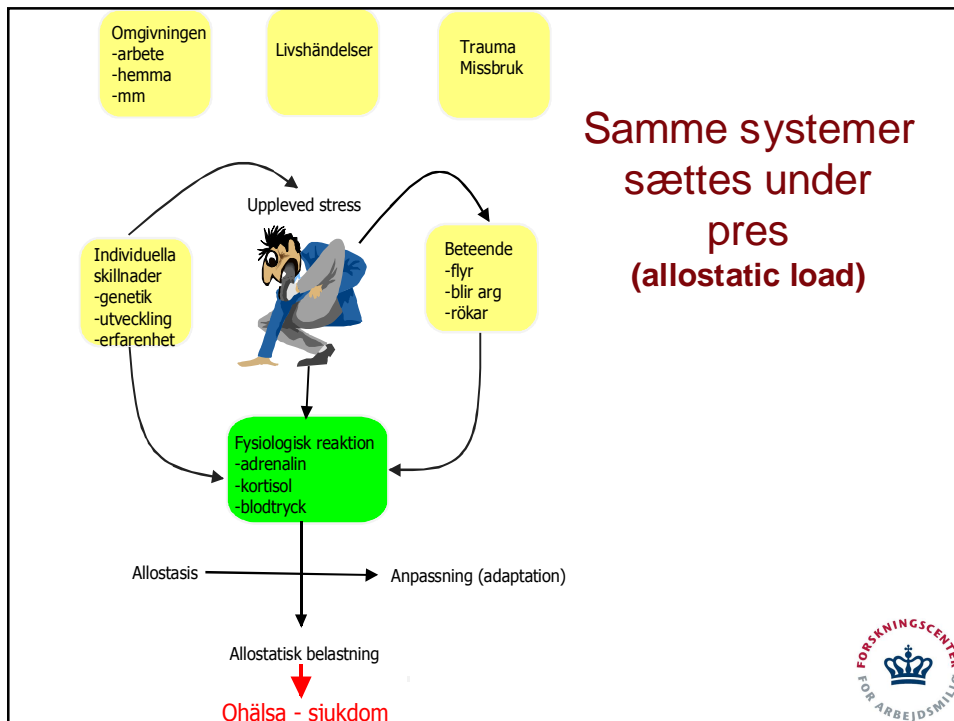 Omgivningen
-arbete
-hemma
-mm
Livshändelser
Trauma
Missbruk
Samme systemer
sættes under
pres
(allostatic load)
Uppleved stress
Individuella
skillnader
-genetik
-utveckling
-erfarenhet
Beteende
-flyr
-blir arg
-rökar
Fysiologisk reaktion
-adrenalin
-kortisol
-blodtryck
Allostasis
Anpassning (adaptation)
Allostatisk belastning
Ohälsa - sjukdom
FORSKNINGSCENTER
FOR ARBEJDSMILJØ